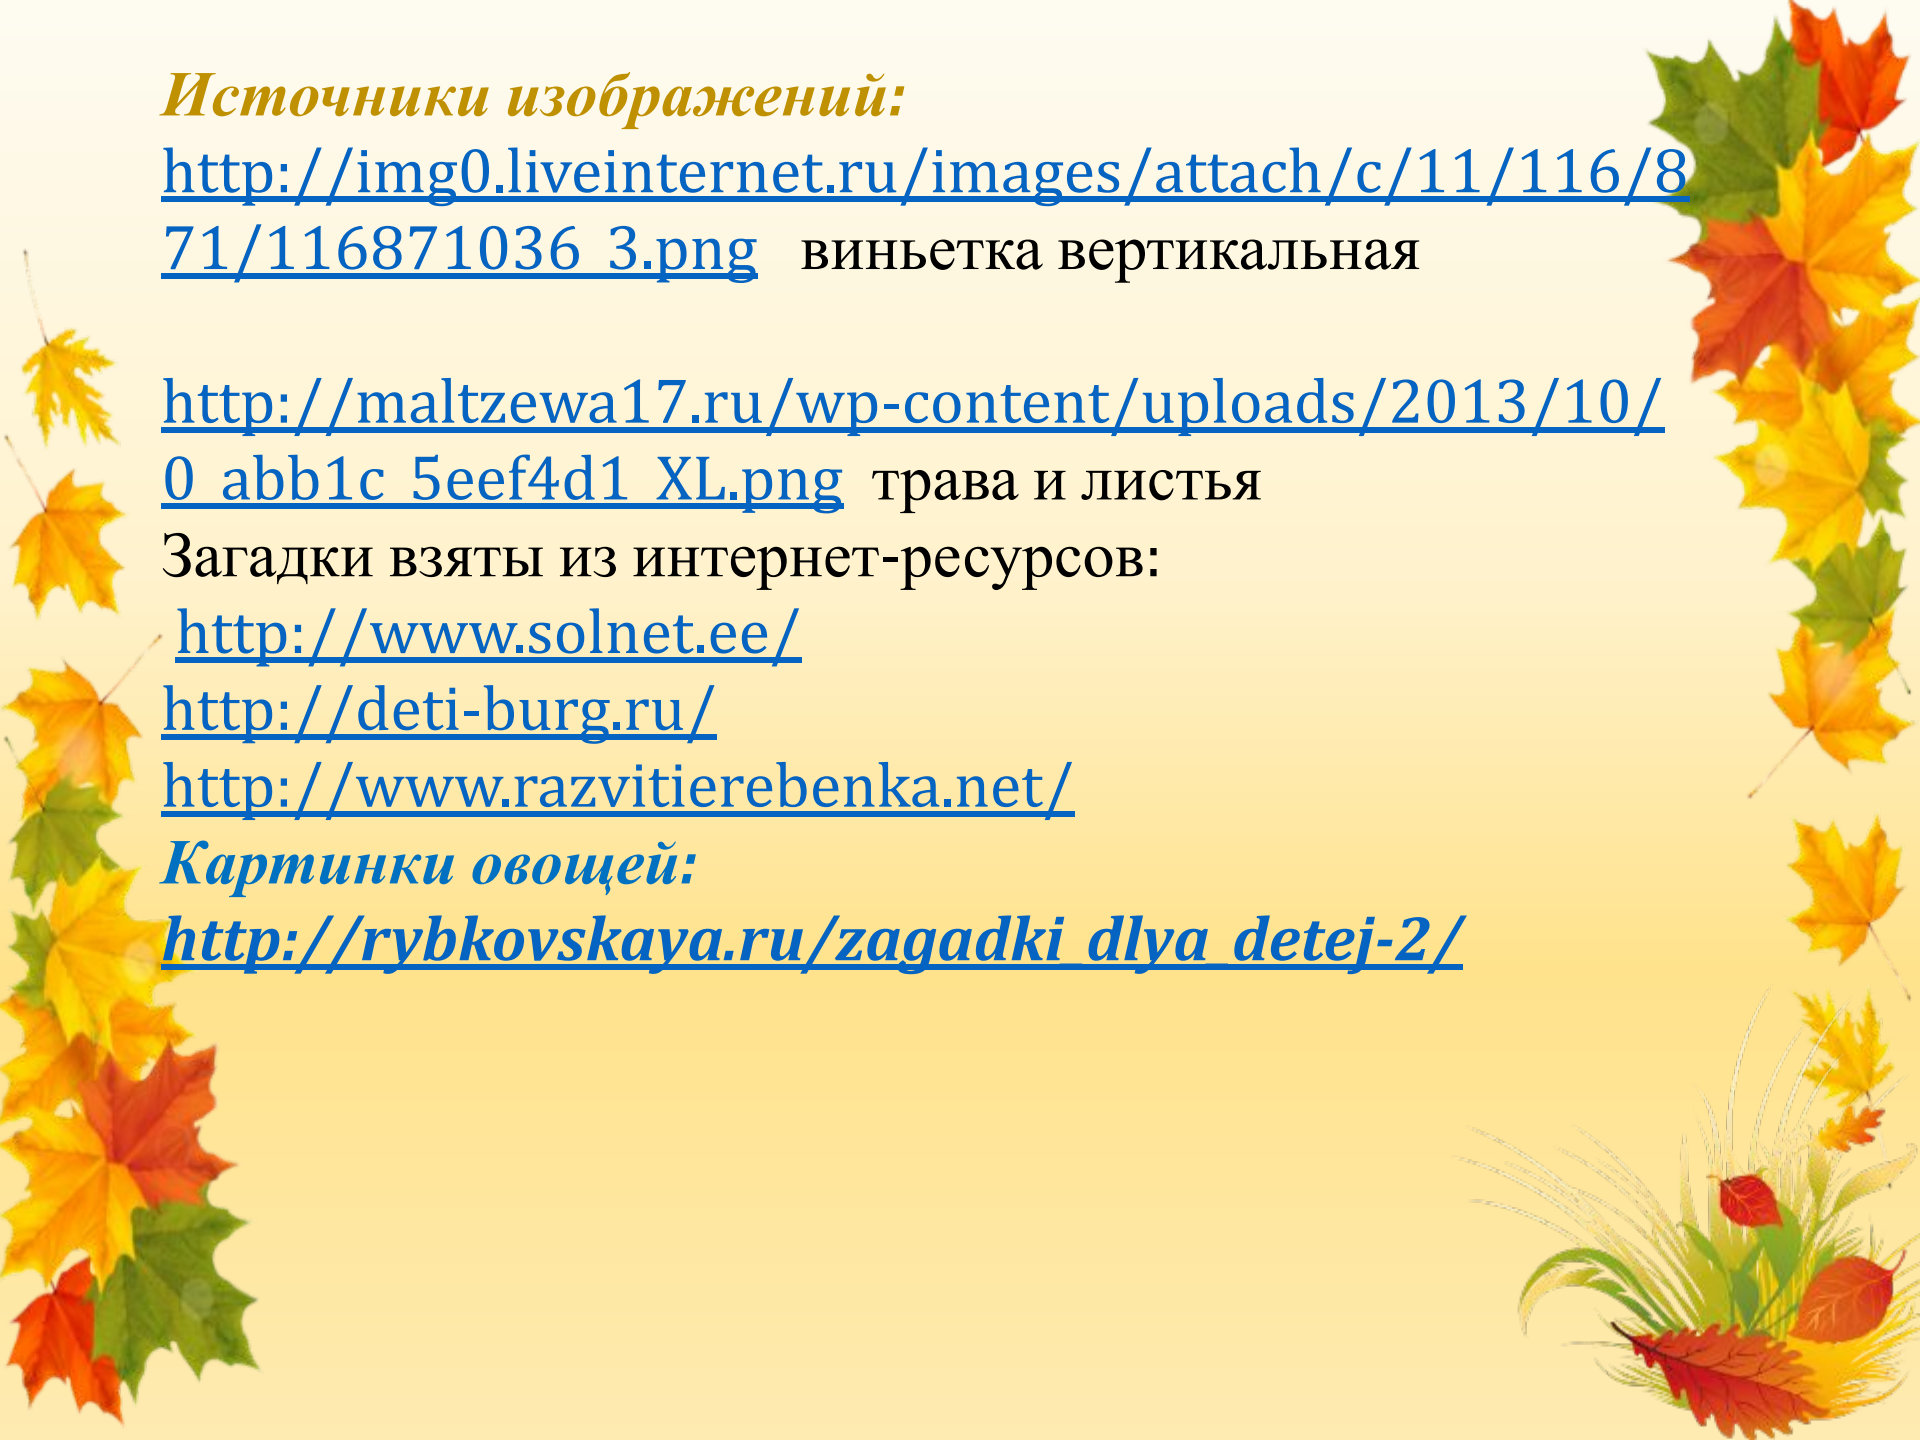 Источники изображений:
http://img0.liveinternet.ru/images/attach/c/11/116/8
71/116871036_3.png виньетка вертикальная
http://maltzewa17.ru/wp-content/uploads/2013/10/
0_abb1c_5eef4d1_XL.png трава и листья
Загадки взяты из интернет-ресурсов:
http://www.solnet.ee/
http://deti-burg.ru/
http://www.razvitierebenka.net/
Картинки овощей:
http://rybkovskaya.ru/zagadki_dlya_detej-2/